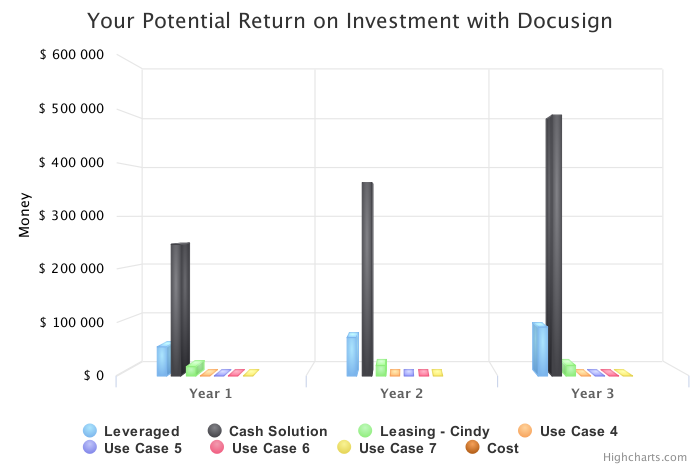 Your Potential Return on Investment with Docusign
$ 600 000
$ 500 000
$ 400 000
$ 300 000
$ 200 000
$ 100 000
$ 0
Money
Year 1
Year 2
Year 3
Leveraged
Cash Solution
Leasing - Cindy
Use Case 4
Use Case 5
Use Case 6
Use Case 7
Cost
Highcharts.com